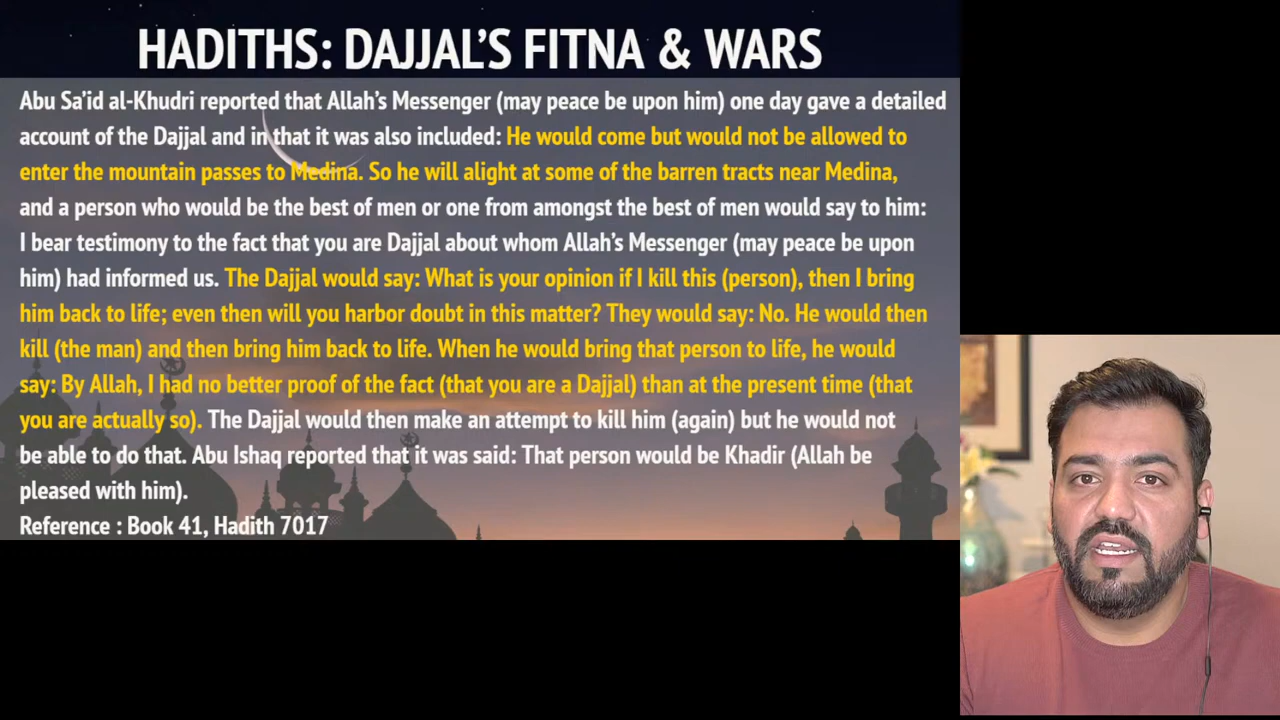 HADITHS: DAJJAL'S FITNA & WARS
Abu Sa'id al-Khudri reported that Allah's Messenger (may peace be upon him) one day gave a detailed
account of the Dajjal and in that it was also included: He would come but would not be allowed to
enter the mountain passes to Medina. So he will alight at some of the barren tracts near Medina,
and a person who would be the best of men or one from amongst the best of men would say to him:
I bear testimony to the fact that you are Dajjal about whom Allah's Messenger (may peace be upon
him) had informed us. The Dajjal would say: What is your opinion if I kill this (person), then I bring
him back to life; even then will you harbor doubt in this matter? They would say: No. He would then
kill (the man) and then bring him back to life. When he would bring that person to life, he would
say: By Allah, I had no better proof of the fact (that you are a Dajjal) than at the present time (that
you are actually so). The Dajjal would then make an attempt to kill him (again) but he would not
be able to do that. Abu Ishaq reported that it was said: That person would be Khadir (Allah be
pleased with him).
Reference : Book 41, Hadith 7017